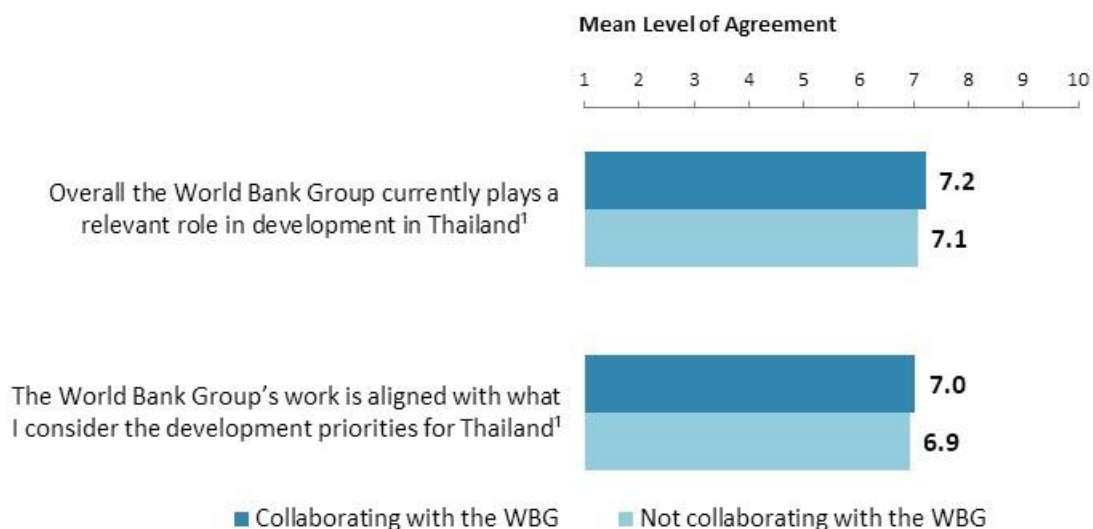 Mean Level of Agreement
1 2 3 4 5 6 7 8 9 10
Overall the World Bank Group currently plays a
relevant role in development in Thailand¹
7.2
7.1
The World Bank Group’s work is aligned with what
I consider the development priorities for Thailand¹
7.0
6.9
Collaborating with the WBG Not collaborating with the WBG